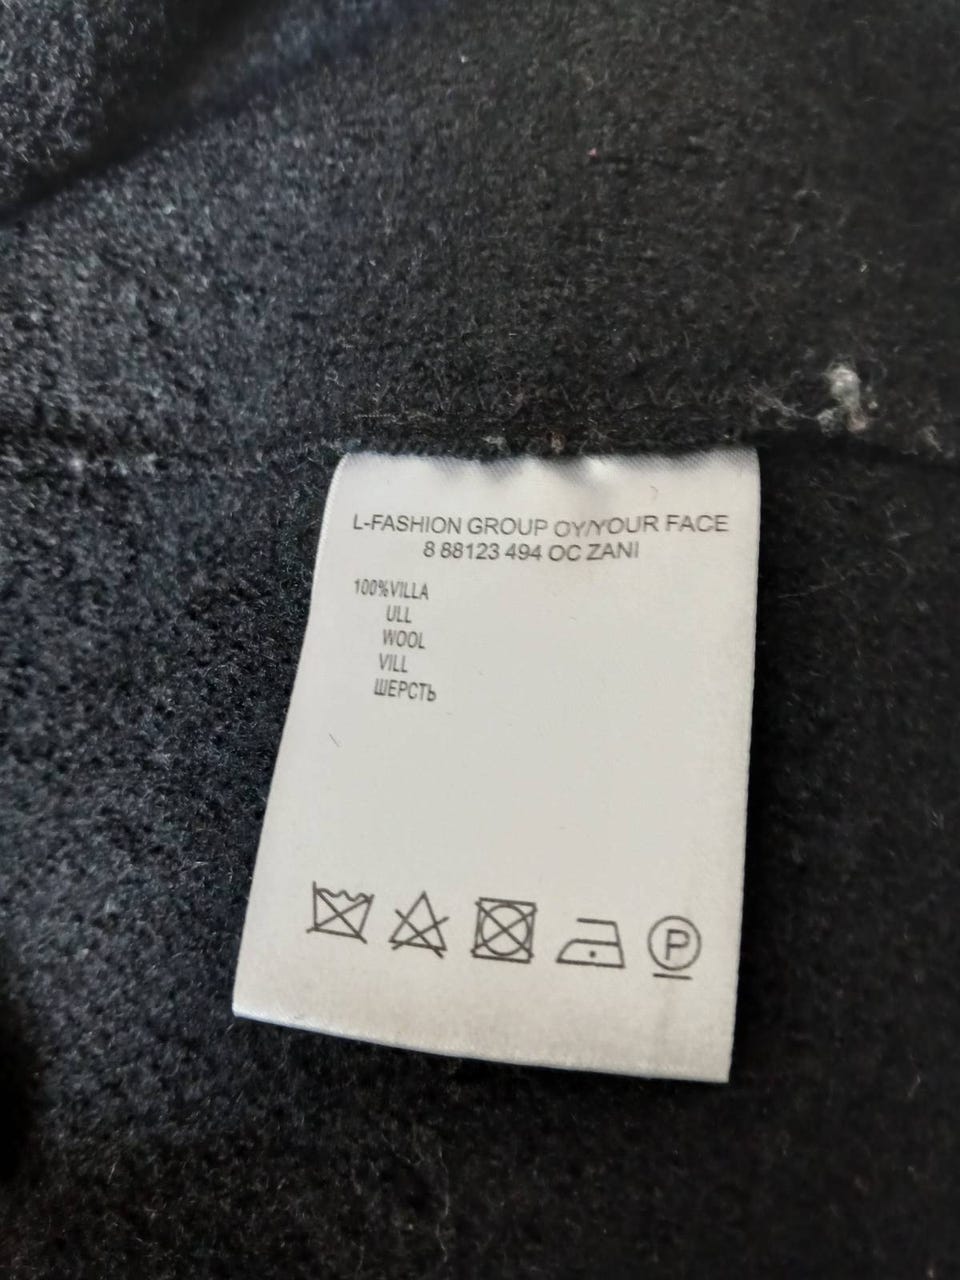 L-FASHION GROUP OY/YOUR FACE
8 88123 494 OC ZANI
100%VILLA
ULL
WOOL
VILL
ШЕРСТЬ
P